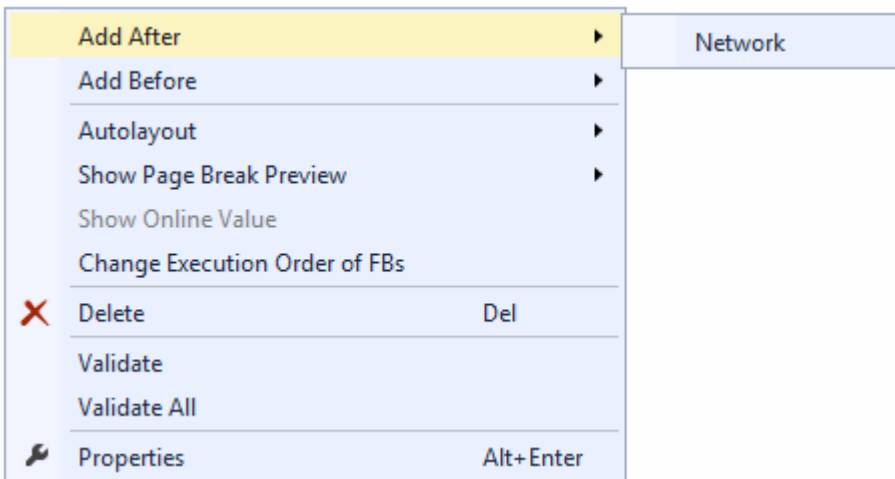 Add After
Network
Add Before
Autolayout
Show Page Break Preview
Show Online Value
Change Execution Order of FBs
Delete Del
Validate
Validate All
Properties Alt+Enter